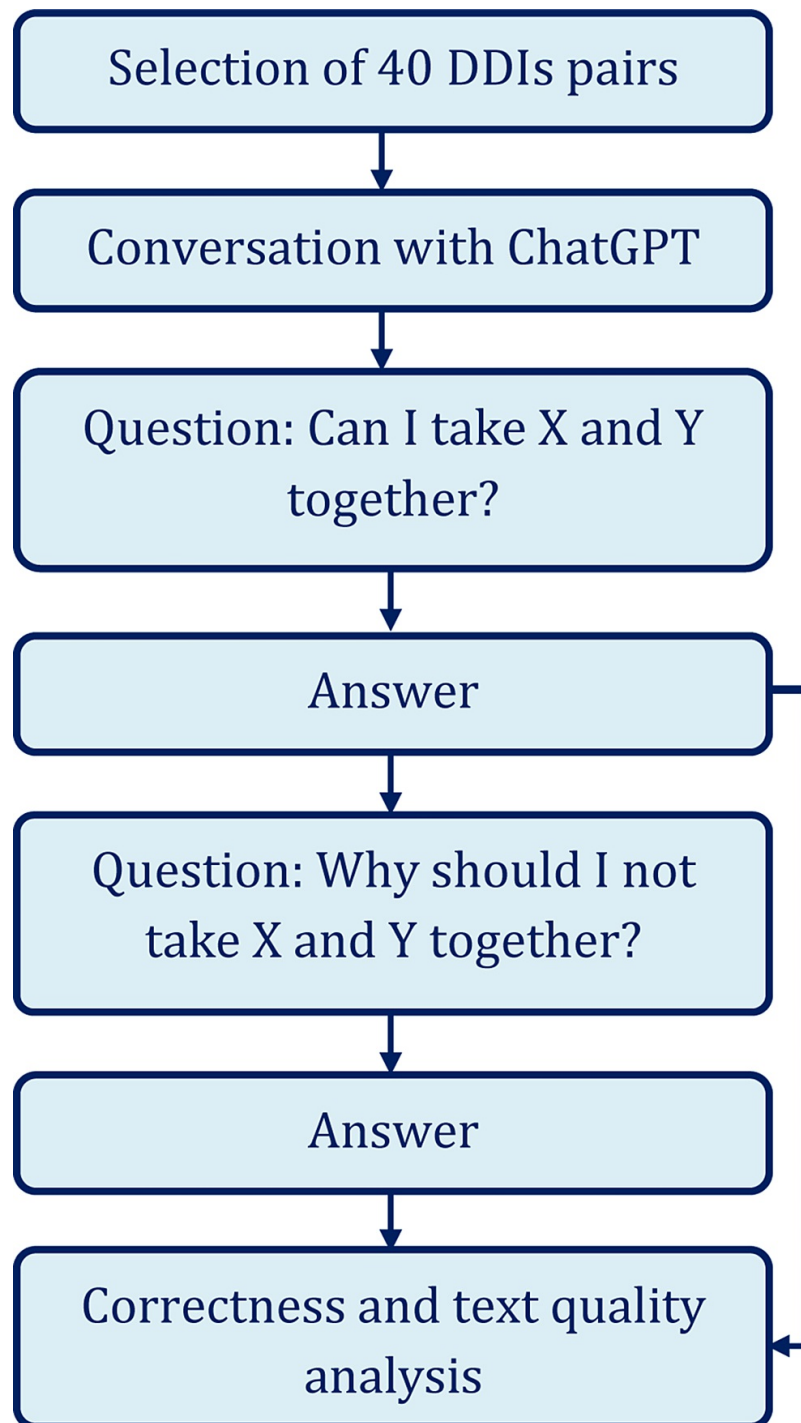 Selection of 40 DDIs pairs
Conversation with ChatGPT
Question: Can I take X and Y
together?
Answer
Question: Why should I not
take X and Y together?
Answer
Correctness and text quality
analysis